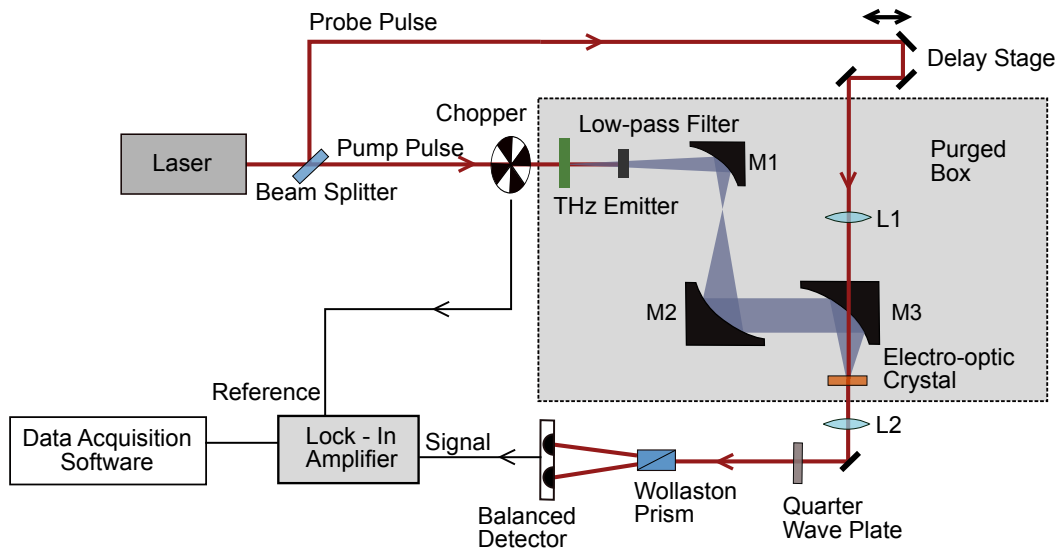 Probe Pulse
Delay Stage
Chopper
Low-pass Filter
M1
Purged
Box
Laser
Pump Pulse
Beam Splitter
THz Emitter
L1
M2
M3
Electro-optic
Crystal
Reference
L2
Data Acquisition
Software
Lock - In
Amplifier
Signal
Balanced
Detector
Wollaston
Prism
Quarter
Wave Plate